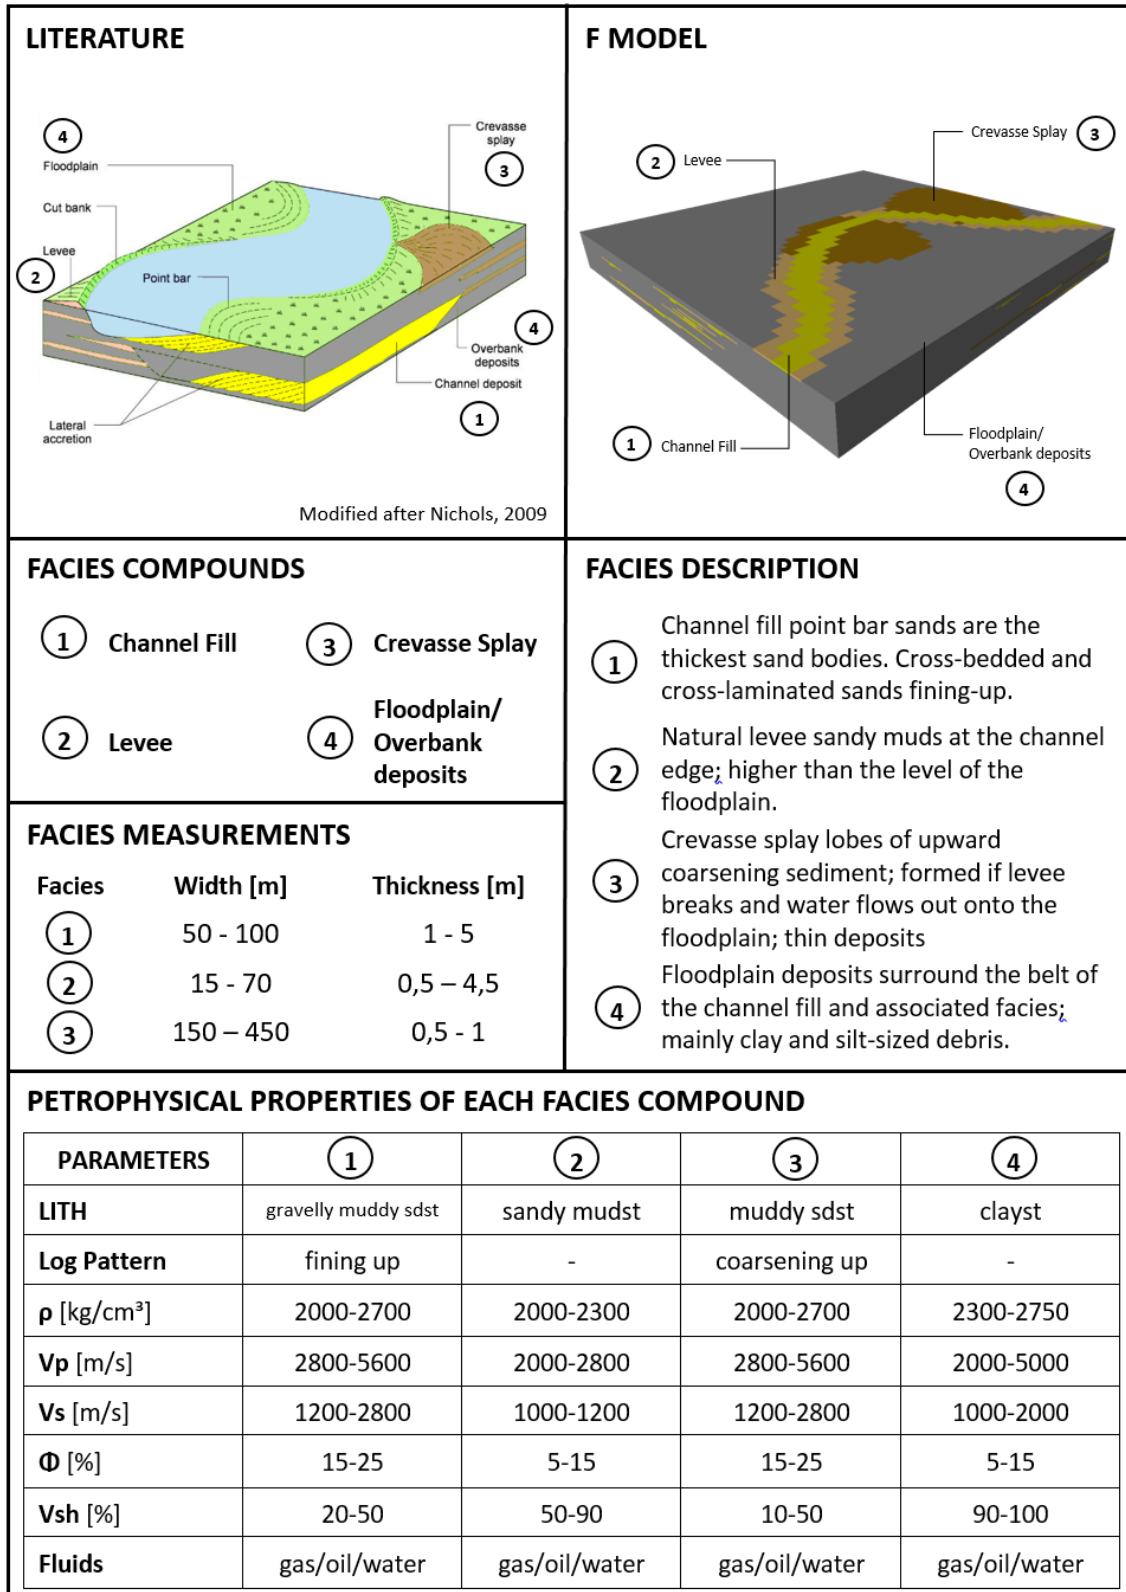 LITERATURE
4
Floodplain
Cut bank
Levee
2
Point bar
Crevasse
splay
3
4
Overbank
deposits
Channel deposit
1
Lateral
accretion
Modified after Nichols, 2009
F MODEL
2 Levee
Crevasse Splay 3
1 Channel Fill
Floodplain/
Overbank deposits
4
FACIES COMPOUNDS
1 Channel Fill
3 Crevasse Splay
2 Levee
4 Floodplain/
Overbank
deposits
FACIES MEASUREMENTS
Facies Width [m] Thickness [m]
1 50 - 100 1 - 5
2 15 - 70 0,5 – 4,5
3 150 – 450 0,5 - 1
FACIES DESCRIPTION
1 Channel fill point bar sands are the
thickest sand bodies. Cross-bedded and
cross-laminated sands fining-up.
2 Natural levee sandy muds at the channel
edge; higher than the level of the
floodplain.
3 Crevasse splay lobes of upward
coarsening sediment; formed if levee
breaks and water flows out onto the
floodplain; thin deposits
4 Floodplain deposits surround the belt of
the channel fill and associated facies;
mainly clay and silt-sized debris.
PETROPHYSICAL PROPERTIES OF EACH FACIES COMPOUND
PARAMETERS 1 2 3 4
LITH gravelly muddy sdst sandy mudst muddy sdst clayst
Log Pattern fining up - coarsening up -
ρ [kg/cm³] 2000-2700 2000-2300 2000-2700 2300-2750
Vp [m/s] 2800-5600 2000-2800 2800-5600 2000-5000
Vs [m/s] 1200-2800 1000-1200 1200-2800 1000-2000
Φ [%] 15-25 5-15 15-25 5-15
Vsh [%] 20-50 50-90 10-50 90-100
Fluids gas/oil/water gas/oil/water gas/oil/water gas/oil/water